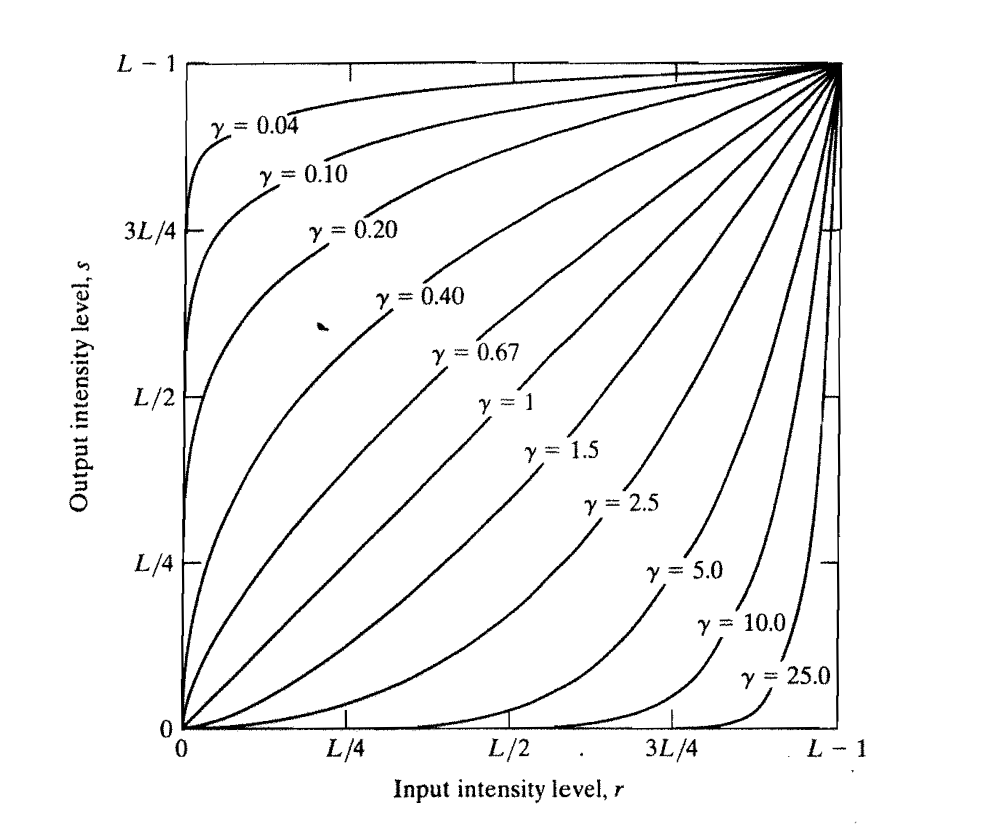 L − 1
γ = 0.04
γ = 0.10
3L/4
γ = 0.20
γ = 0.40
γ = 0.67
L/2
γ = 1
γ = 1.5
γ = 2.5
L/4
γ = 5.0
γ = 10.0
γ = 25.0
0
0
L/4
L/2
3L/4
L − 1
Output intensity level, s
Input intensity level, r